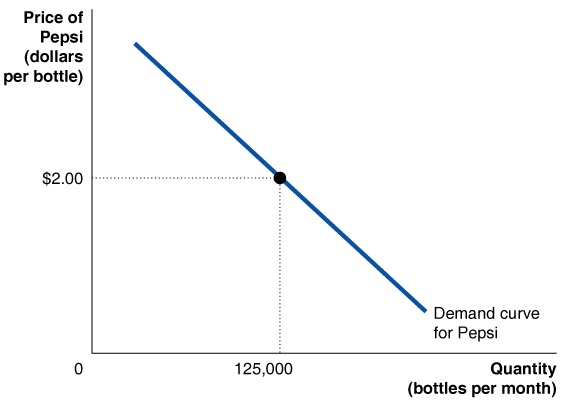 Price of
Pepsi
(dollars
per bottle)
$2.00
Demand curve
for Pepsi
0
125,000
Quantity
(bottles per month)